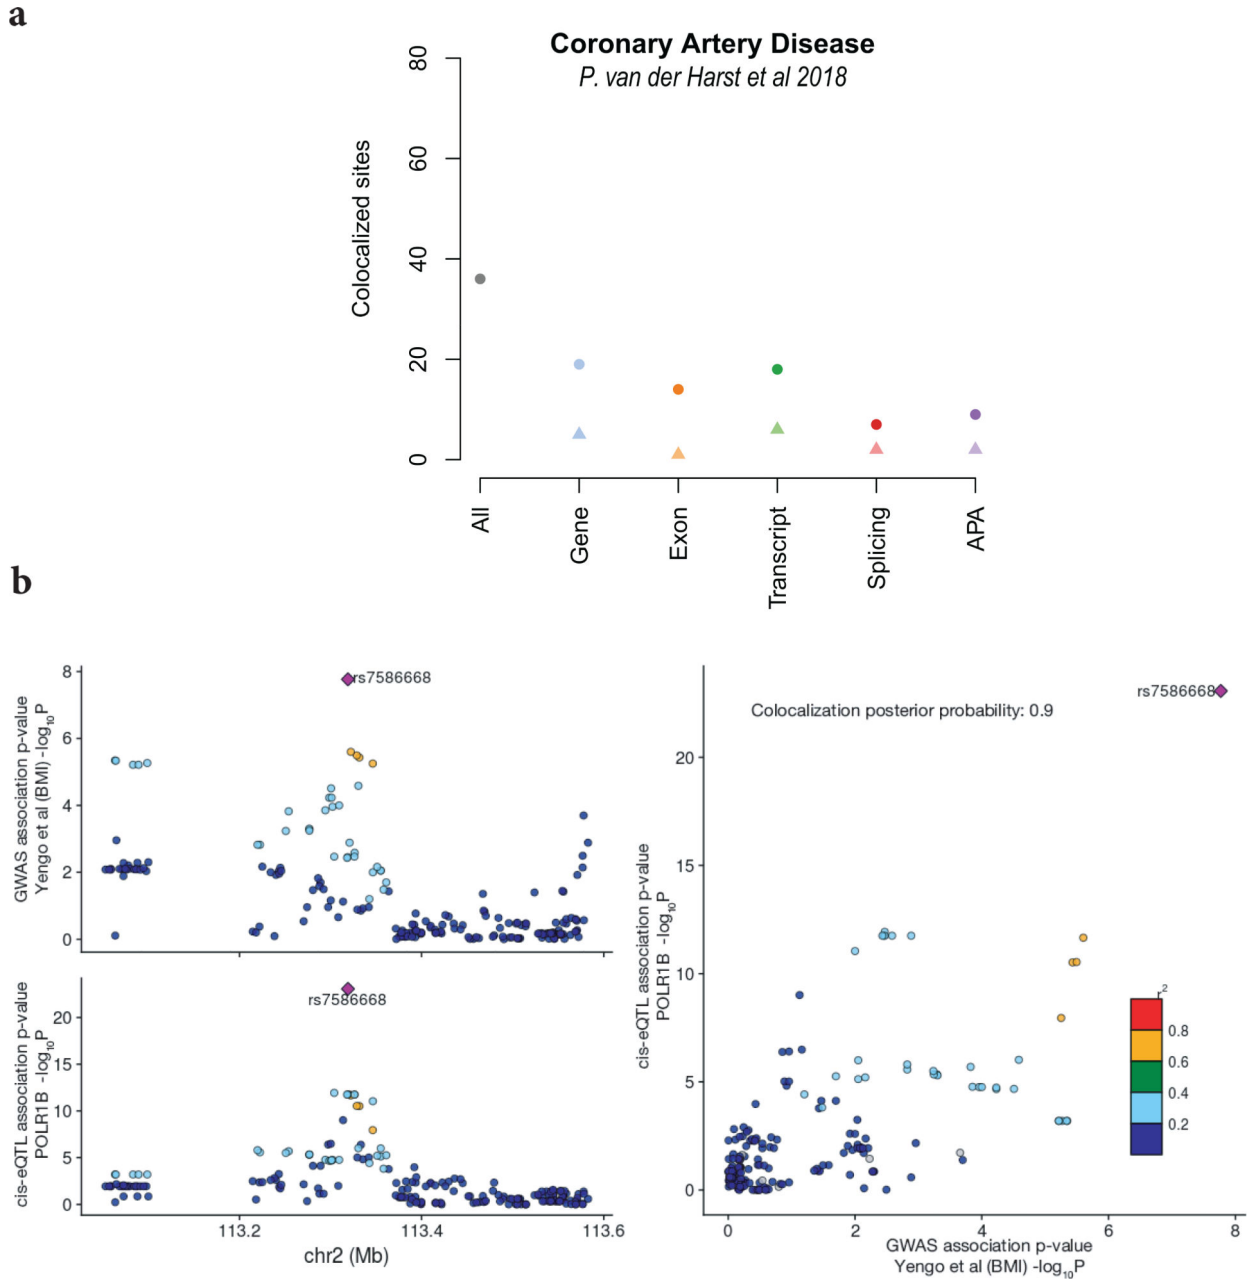 a
Coronary Artery Disease
P. van der Harst et al 2018
Colocalized sites
80
60
40
20
0
All
Gene
Exon
Transcript
Splicing
APA
b
GWAS association p-value
Yengo et al (BMI) -log10P
8
6
4
2
0
rs7586668
cis-eQTL association p-value
POLR1B -log10P
20
15
10
5
0
rs7586668
113.2
113.4
113.6
chr2 (Mb)
cis-eQTL association p-value
POLR1B -log10P
20
15
10
5
0
rs7586668
Colocalization posterior probability: 0.9
r2
0.8
0.6
0.4
0.2
0
2
4
6
8
GWAS association p-value
Yengo et al (BMI) -log10P